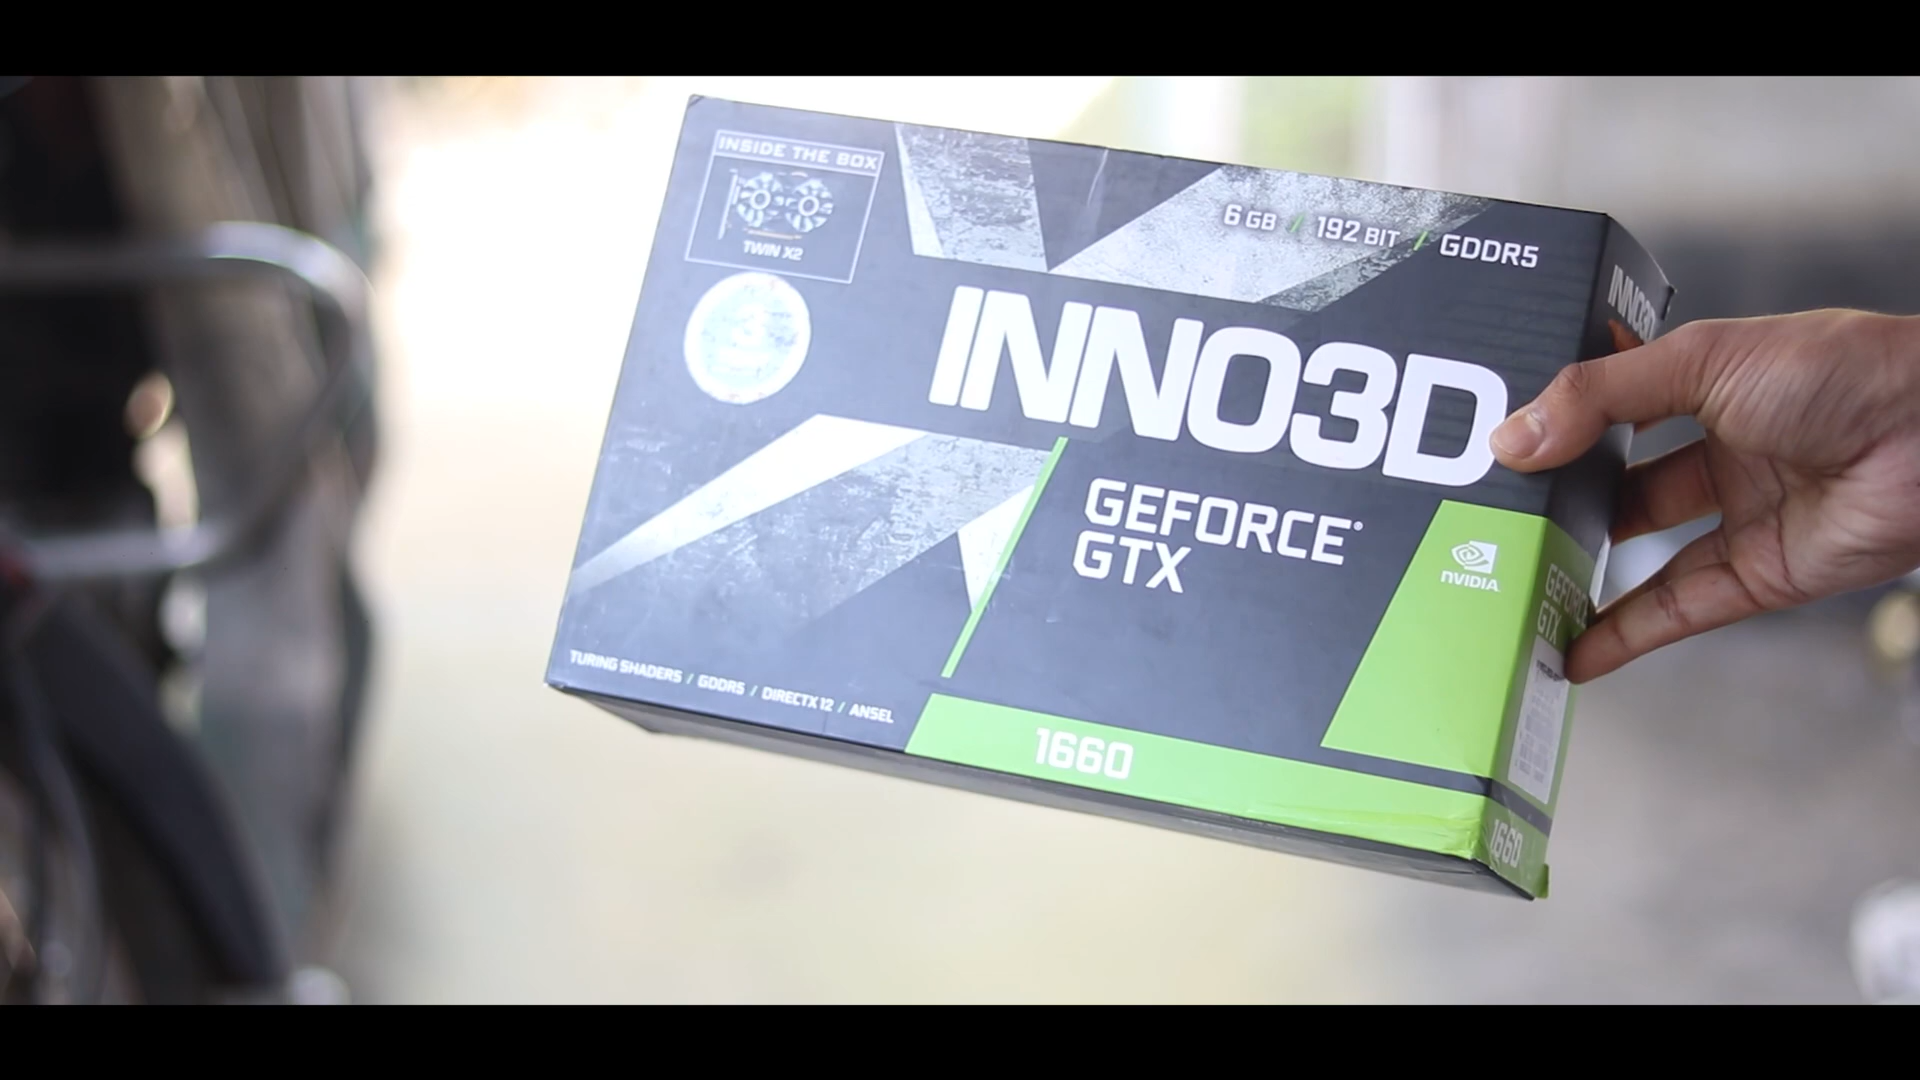 INSIDE THE BOX
TWIN X2
6 GB / 192 BIT / GDDR5
INNO3D
GEFORCE®
GTX
NVIDIA
TURING SHADERS / GDDR5 / DIRECTX 12 / ANSEL
1660
INNO3D
GEFORCE
GTX
1660